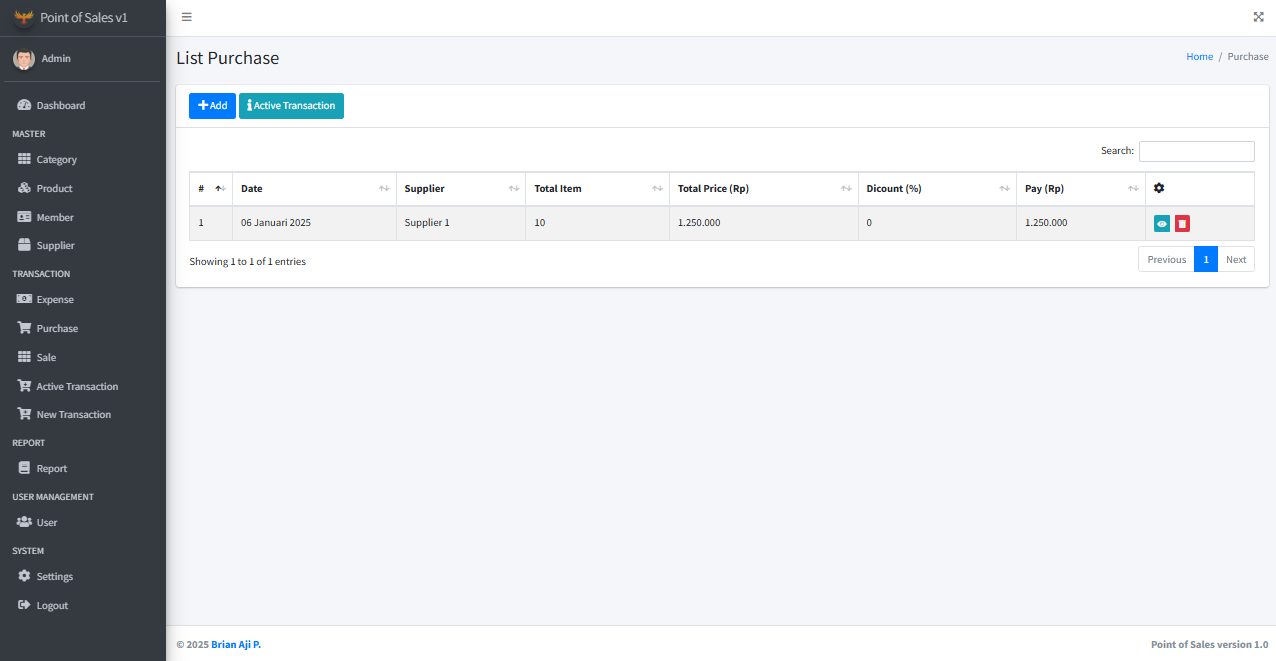 Point of Sales v1
Admin
Dashboard
MASTER
Category
Product
Member
Supplier
TRANSACTION
Expense
Purchase
Sale
Active Transaction
New Transaction
REPORT
Report
USER MANAGEMENT
User
SYSTEM
Settings
Logout
List Purchase
Home / Purchase
Add Active Transaction
Search:
# Date Supplier Total Item Total Price (Rp) Dicount (%) Pay (Rp)
1 06 Januari 2025 Supplier 1 10 1.250.000 0 1.250.000
Showing 1 to 1 of 1 entries
Previous 1 Next
© 2025 Brian Aji P.
Point of Sales version 1.0